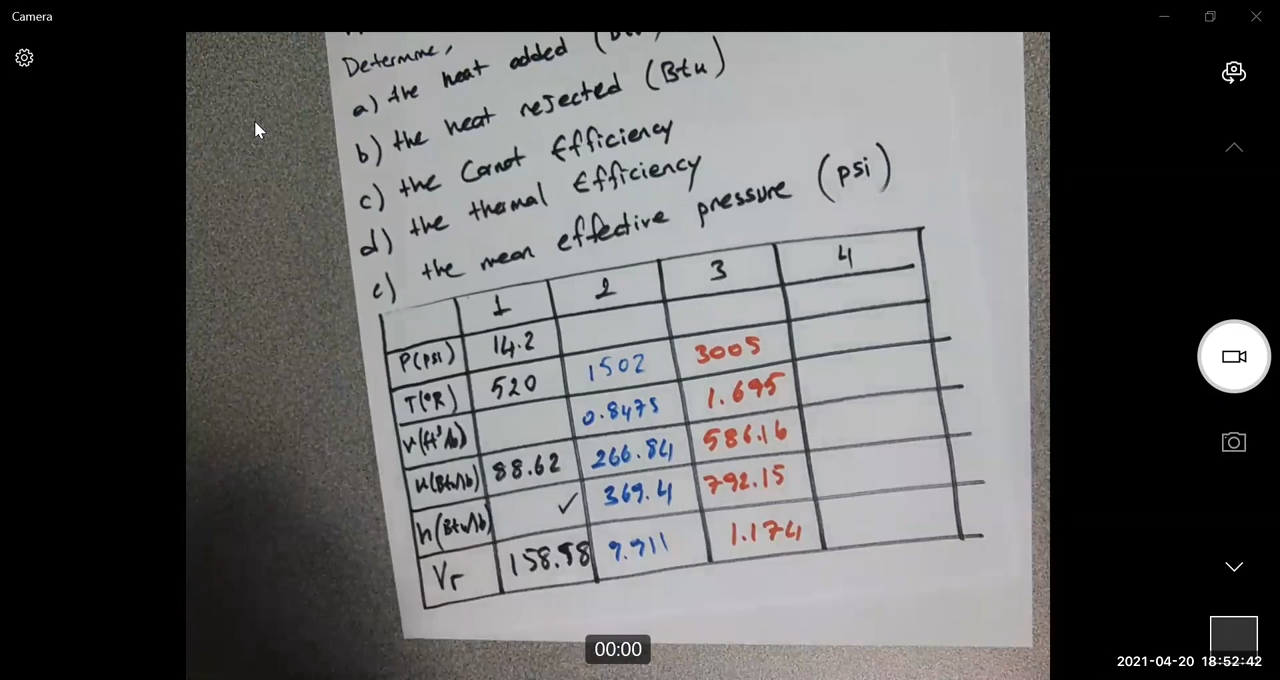 Camera
Determine,
a) the heat added (Btu)
b) the heat rejected (Btu)
c) the Carnot Efficiency
d) the thermal Efficiency
e) the mean effective pressure (psi)
1 2 3 4
P(psi) 14.2
T(°R) 520 1502 3005
v(ft³/lb) 0.8475 1.695
u(Btu/lb) 88.62 266.84 586.16
h(Btu/lb) ✓ 369.4 792.15
Vr 158.58 9.911 1.174
00:00
2021-04-20 18:52:42